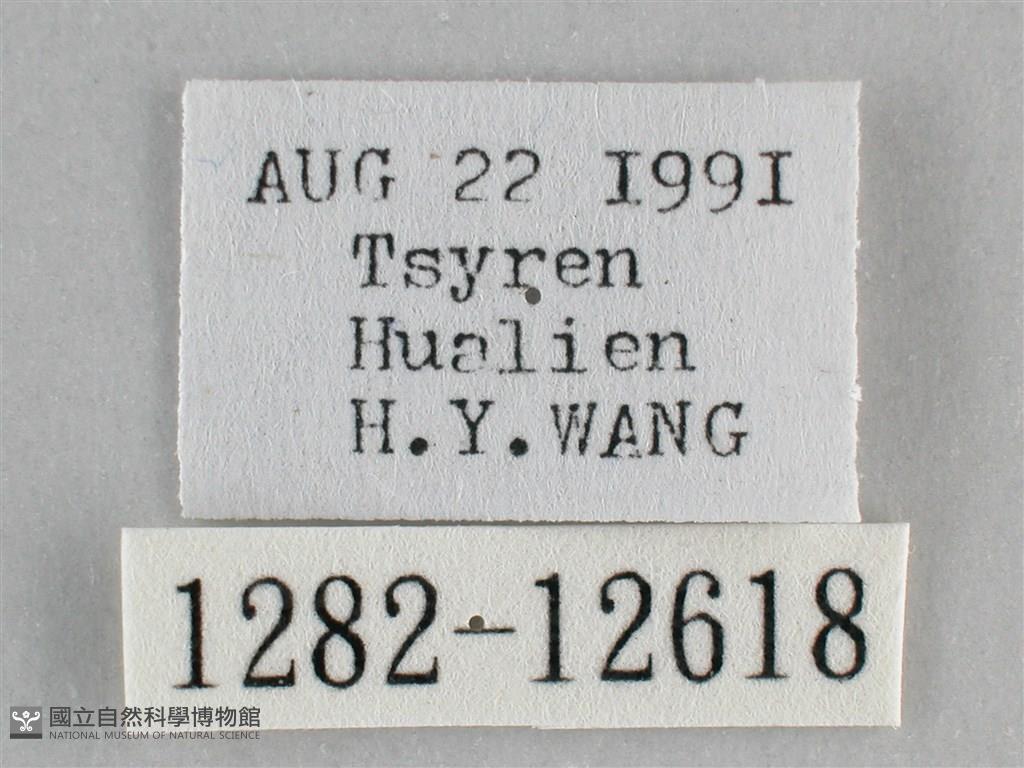 AUG 22 1991
Tsyren
Hualien
H.Y.WANG
1282-12618
國立自然科學博物館
NATIONAL MUSEUM OF NATURAL SCIENCE